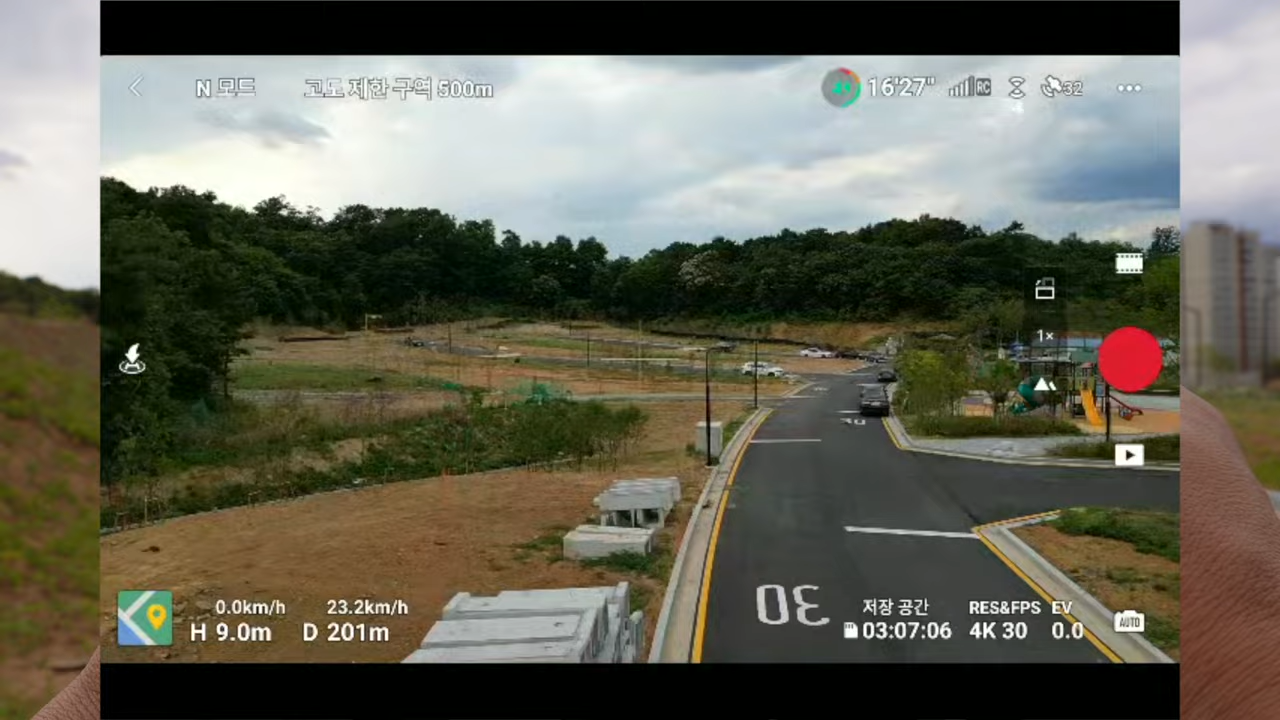 N 모드
고도 제한 구역 500m
16'27"
RC
32
1×
0.0km/h
23.2km/h
H 9.0m
D 201m
저장 공간
03:07:06
RES&FPS
4K 30
EV
0.0
AUTO
30